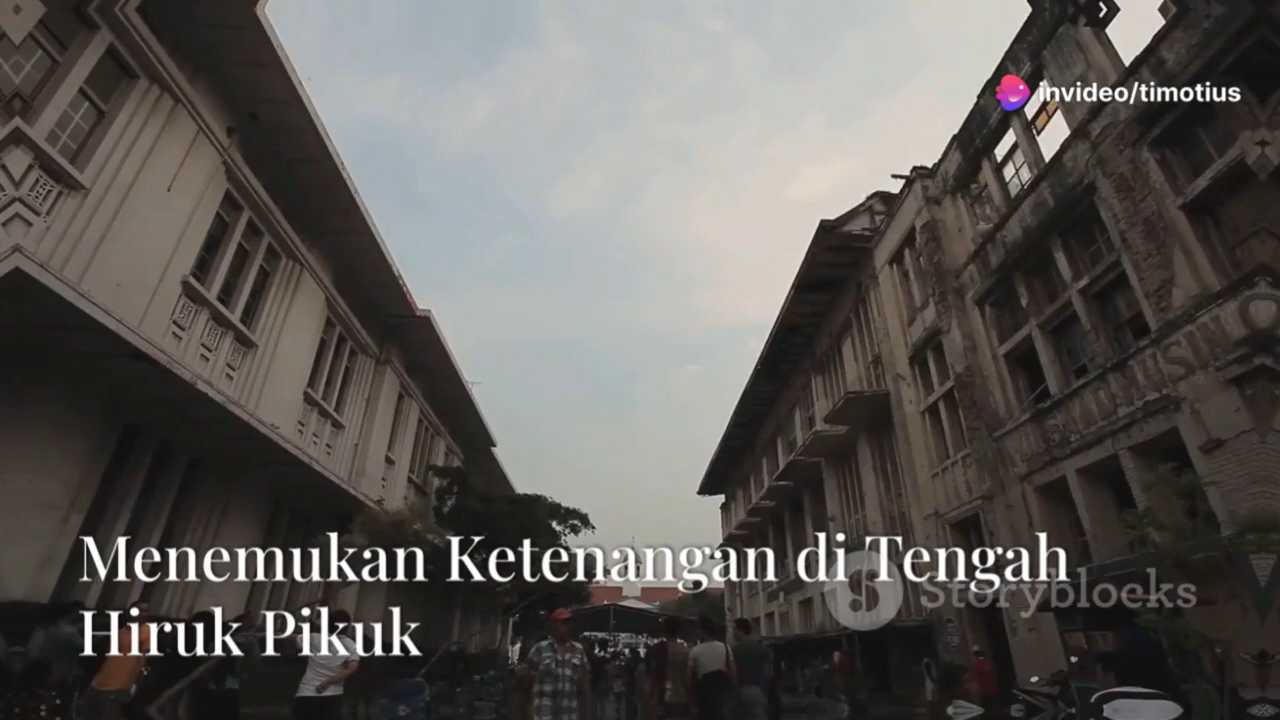 invideo/timotius
Menemukan Ketenangan di Tengah
Storyblocks
Hiruk Pikuk